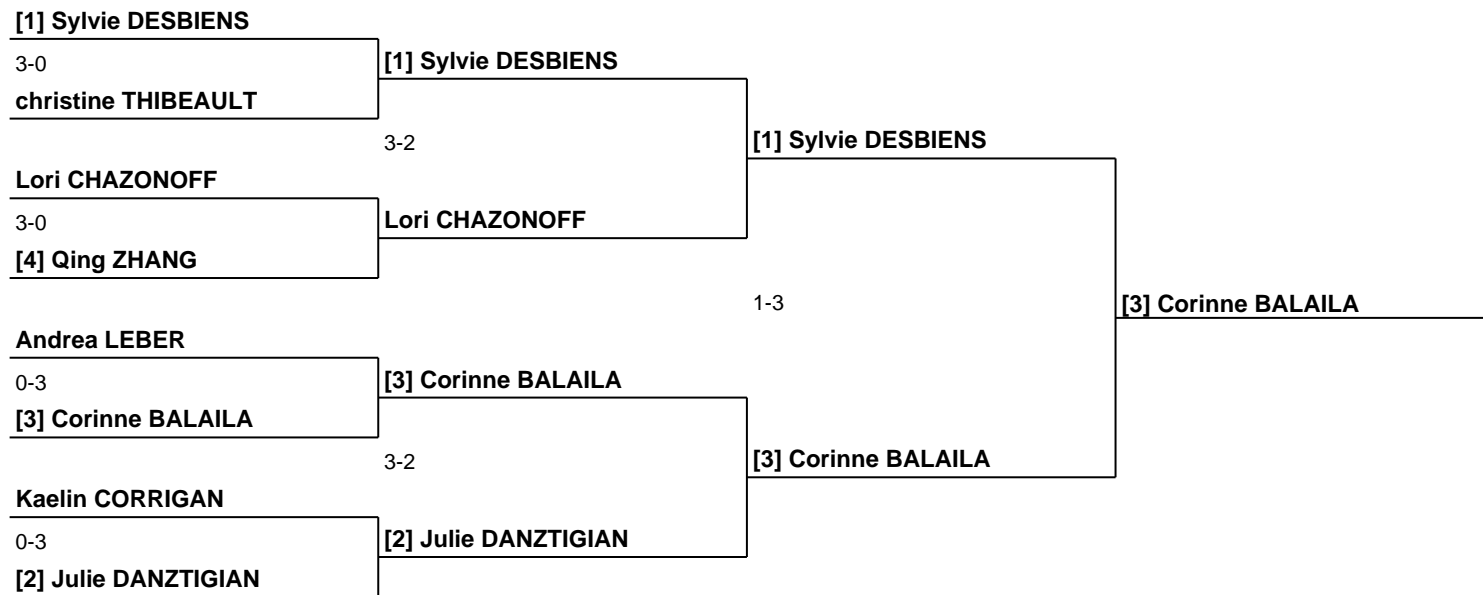 [1] Sylvie DESBIENS
3-0
[1] Sylvie DESBIENS
christine THIBEAULT
3-2
[1] Sylvie DESBIENS
Lori CHAZONOFF
3-0
Lori CHAZONOFF
[4] Qing ZHANG
1-3
[3] Corinne BALAILA
Andrea LEBER
0-3
[3] Corinne BALAILA
[3] Corinne BALAILA
3-2
[3] Corinne BALAILA
Kaelin CORRIGAN
0-3
[2] Julie DANZTIGIAN
[2] Julie DANZTIGIAN